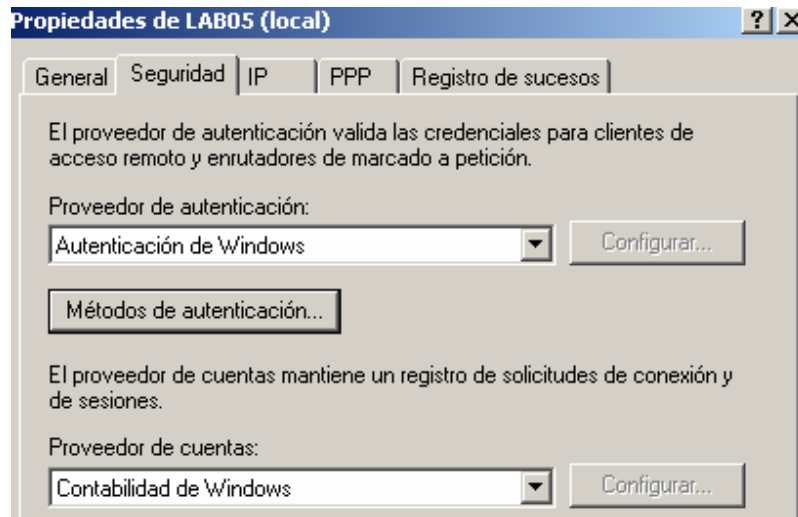 Propiedades de LAB05 (local)
General Seguridad IP PPP Registro de sucesos
El proveedor de autenticación valida las credenciales para clientes de
acceso remoto y enrutadores de marcado a petición.
Proveedor de autenticación:
Autenticación de Windows Configurar...
Métodos de autenticación...
El proveedor de cuentas mantiene un registro de solicitudes de conexión y
de sesiones.
Proveedor de cuentas:
Contabilidad de Windows Configurar...